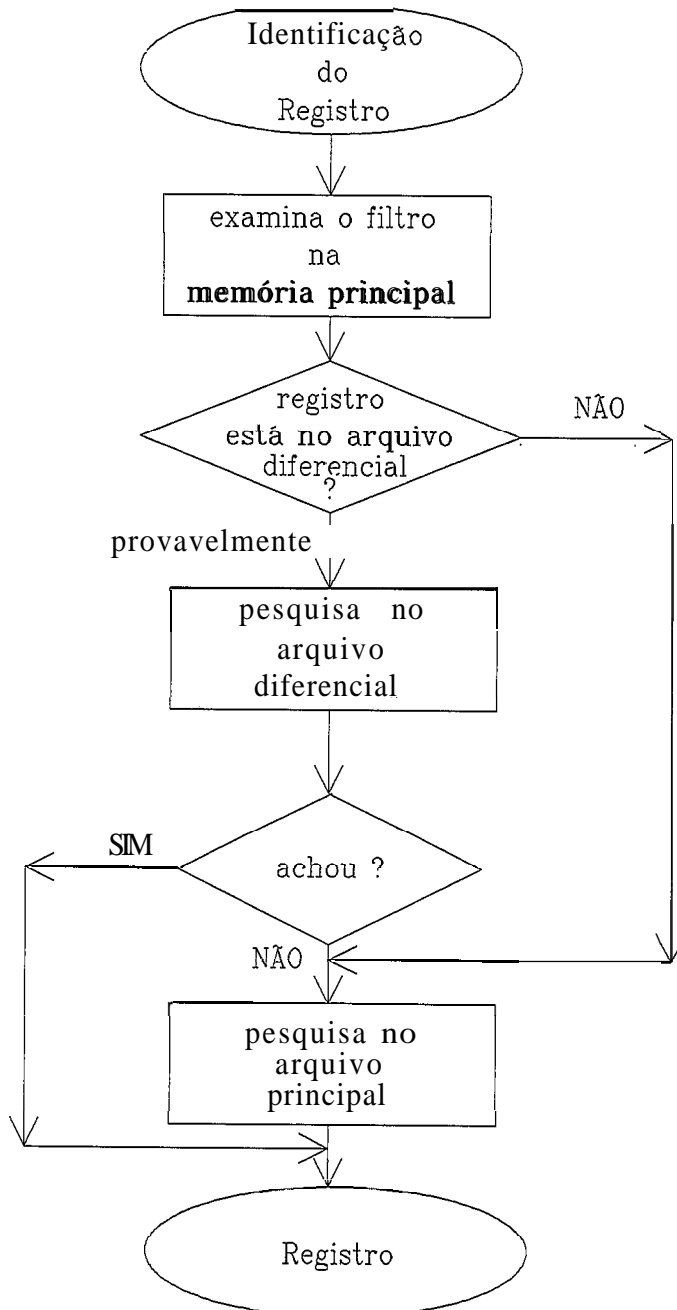 Identificação
do
Registro
examina o filtro
na
memória principal
registro
está no arquivo
diferencial
?
NÃO
provavelmente
pesquisa no
arquivo
diferencial
SIM
achou ?
NÃO
pesquisa no
arquivo
principal
Registro